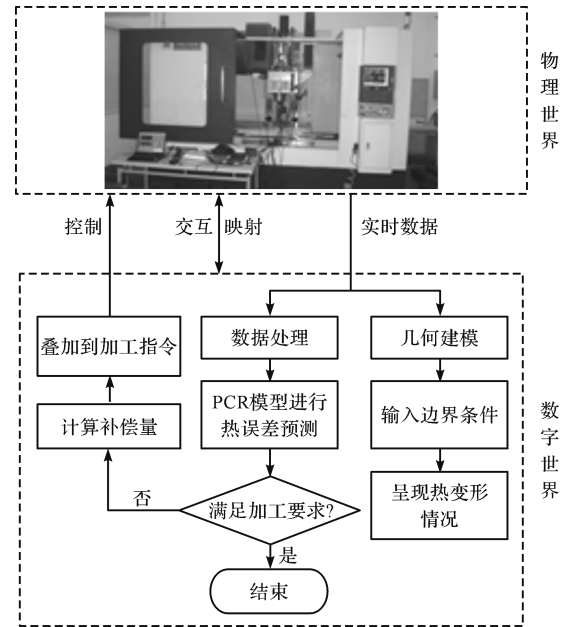 物理世界
控制
交互
映射
实时数据
叠加到加工指令
数据处理
几何建模
计算补偿量
PCR模型进行
热误差预测
输入边界条件
数字世界
否
满足加工要求?
呈现热变形
情况
是
结束